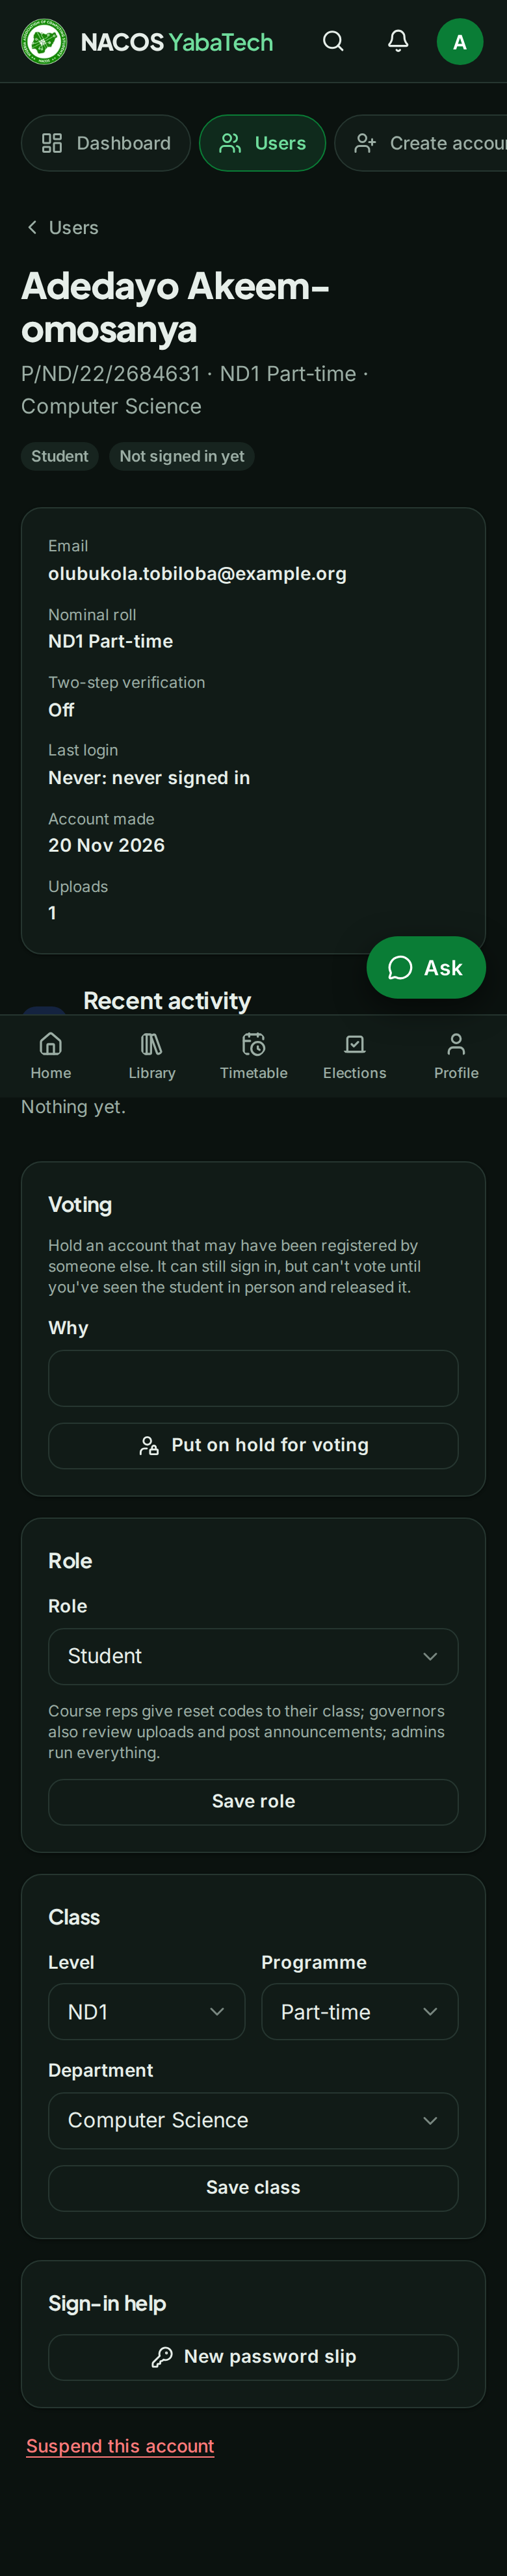 NACOS YabaTech
A
Dashboard
Users
Create accoun
Users
Adedayo Akeem-
omosanya
P/ND/22/2684631 · ND1 Part-time ·
Computer Science
Student
Not signed in yet
Email
olubukola.tobiloba@example.org
Nominal roll
ND1 Part-time
Two-step verification
Off
Last login
Never: never signed in
Account made
20 Nov 2026
Uploads
1
Ask
Recent activity
Home
Library
Timetable
Elections
Profile
Nothing yet.
Voting
Hold an account that may have been registered by
someone else. It can still sign in, but can't vote until
you've seen the student in person and released it.
Why
Put on hold for voting
Role
Role
Student
Course reps give reset codes to their class; governors
also review uploads and post announcements; admins
run everything.
Save role
Class
Level
Programme
ND1
Part-time
Department
Computer Science
Save class
Sign-in help
New password slip
Suspend this account